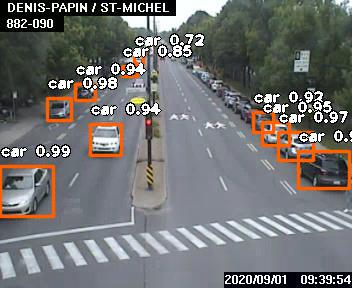 DENIS-PAPIN / ST-MICHEL
882-090
car 0.72
car 0.85
car 0.94
car 0.98
car 0.94
car 0.92
car 0.95
car 0.97
car 0.99
2020/09/01 09:39:54